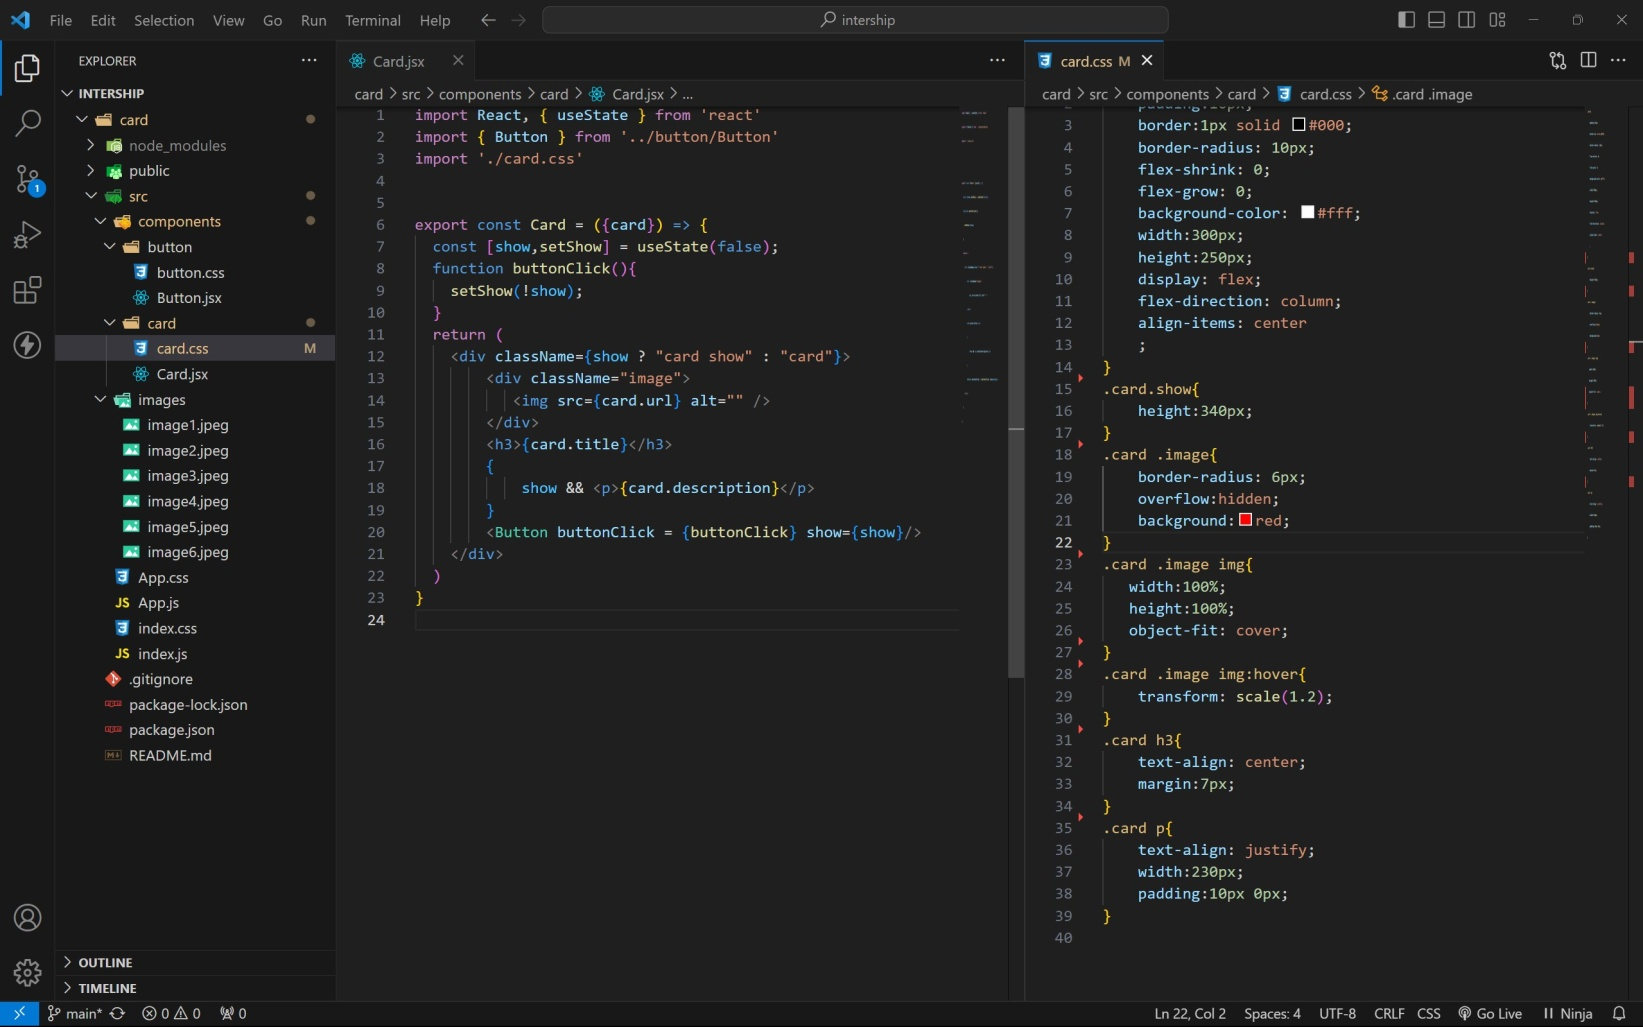 File Edit Selection View Go Run Terminal Help
intership
EXPLORER
INTERSHIP
card
node_modules
public
src
components
button
button.css
Button.jsx
card
card.css M
Card.jsx
images
image1.jpeg
image2.jpeg
image3.jpeg
image4.jpeg
image5.jpeg
image6.jpeg
App.css
JS App.js
index.css
JS index.js
.gitignore
package-lock.json
package.json
README.md
OUTLINE
TIMELINE
1
Card.jsx
card > src > components > card > Card.jsx > ...
1 import React, { useState } from 'react'
2 import { Button } from '../button/Button'
3 import './card.css'
4
5
6 export const Card = ({card}) => {
7 const [show,setShow] = useState(false);
8 function buttonClick(){
9 setShow(!show);
10 }
11 return (
12 <div className={show ? "card show" : "card"}>
13 <div className="image">
14 <img src={card.url} alt="" />
15 </div>
16 <h3>{card.title}</h3>
17 {
18 show && <p>{card.description}</p>
19 }
20 <Button buttonClick = {buttonClick} show={show}/>
21 </div>
22 )
23 }
24
card.css M
card > src > components > card > card.css > .card .image
3 border:1px solid #000;
4 border-radius: 10px;
5 flex-shrink: 0;
6 flex-grow: 0;
7 background-color: #fff;
8 width:300px;
9 height:250px;
10 display: flex;
11 flex-direction: column;
12 align-items: center
13 ;
14 }
15 .card.show{
16 height:340px;
17 }
18 .card .image{
19 border-radius: 6px;
20 overflow:hidden;
21 background: red;
22 }
23 .card .image img{
24 width:100%;
25 height:100%;
26 object-fit: cover;
27 }
28 .card .image img:hover{
29 transform: scale(1.2);
30 }
31 .card h3{
32 text-align: center;
33 margin:7px;
34 }
35 .card p{
36 text-align: justify;
37 width:230px;
38 padding:10px 0px;
39 }
40
main* 0 0 0 Ln 22, Col 2 Spaces: 4 UTF-8 CRLF CSS Go Live Ninja